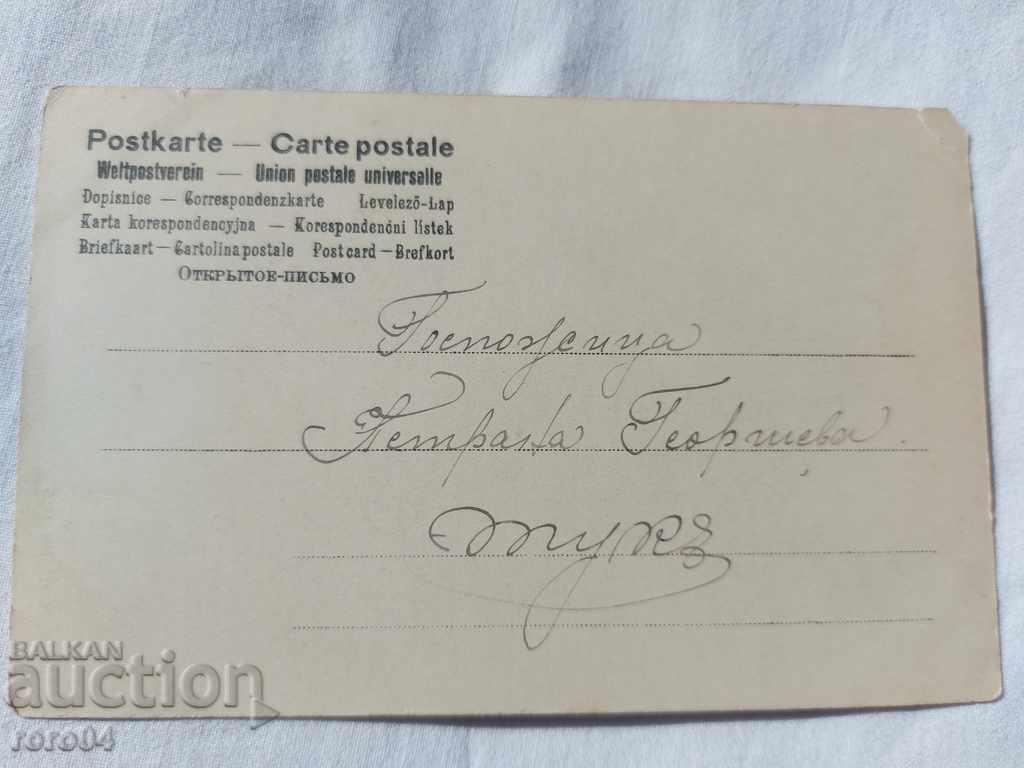 Postkarte — Carte postale
Weltpostverein — Union postale universelle
Dopisnice — Correspondenzkarte Levelező-Lap
Karta korespondencyjna — Korespondenční lístek
Briefkaart — Cartolina postale Post card — Brefkort
ОТКРЫТОЕ-ПИСЬМО
Госпожица
Петрана Георгиева.
тукъ
BALKAN
auction
roro04